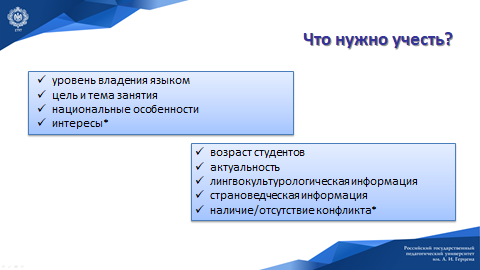 Что нужно учесть?
✓ уровень владения языком
✓ цель и тема занятия
✓ национальные особенности
✓ интересы*
✓ возраст студентов
✓ актуальность
✓ лингвокультурологическая информация
✓ страноведческая информация
✓ наличие/отсутствие конфликта*
Российский государственный
педагогический университет
им. А. И. Герцена